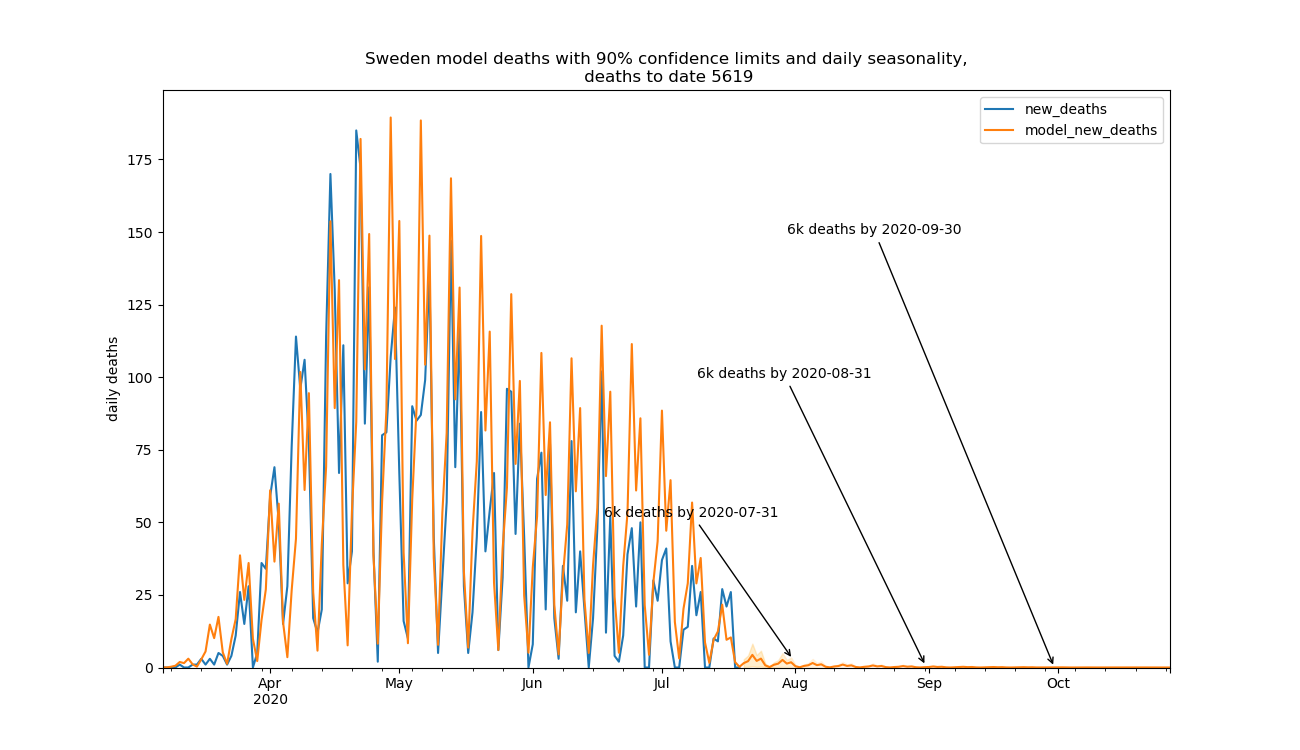 Sweden model deaths with 90% confidence limits and daily seasonality,
deaths to date 5619
new_deaths
model_new_deaths
daily deaths
175
150
125
100
75
50
25
0
6k deaths by 2020-09-30
6k deaths by 2020-08-31
6k deaths by 2020-07-31
Apr
2020
May
Jun
Jul
Aug
Sep
Oct